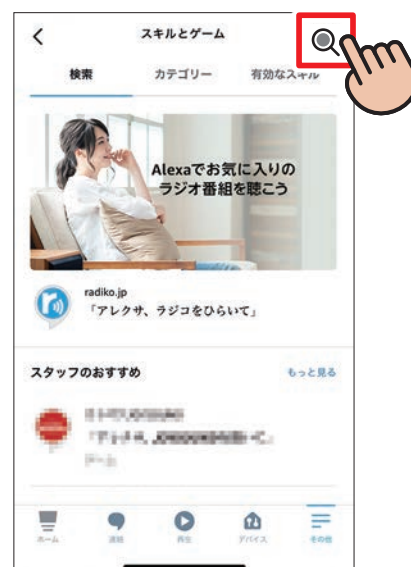 スキルとゲーム
検索
カテゴリー
有効なスキル
Alexaでお気に入りの
ラジオ番組を聴こう
radiko.jp
「アレクサ、ラジコをひらいて」
スタッフのおすすめ
もっと見る
ホーム
連絡
再生
デバイス
その他